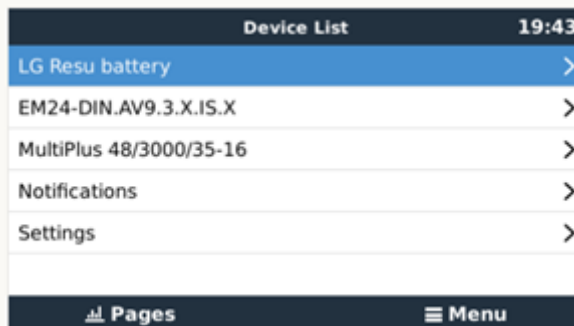 Device List 19:43
LG Resu battery
EM24-DIN.AV9.3.X.IS.X
MultiPlus 48/3000/35-16
Notifications
Settings
Pages Menu